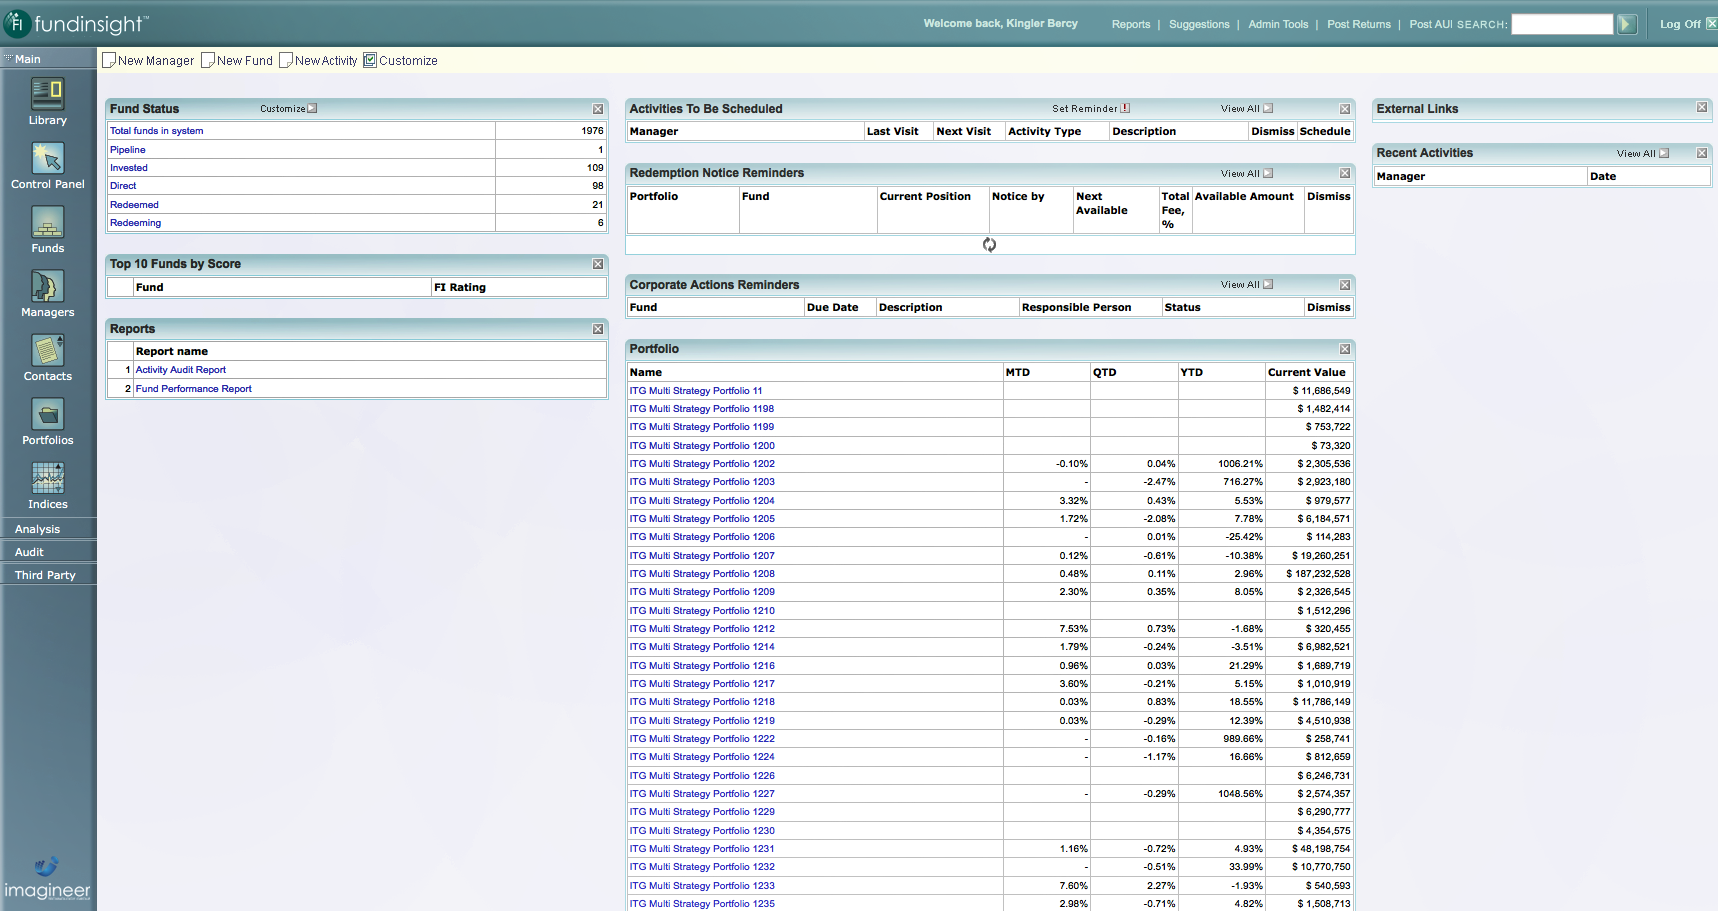 FI fundinsight™
Welcome back, Kingler Bercy
Reports | Suggestions | Admin Tools | Post Returns | Post AUI SEARCH:
Log Off
Main
New Manager New Fund New Activity Customize
Library
Control Panel
Funds
Managers
Contacts
Portfolios
Indices
Analysis
Audit
Third Party
imagineer
Fund Status Customize
Total funds in system 1976
Pipeline 1
Invested 109
Direct 98
Redeemed 21
Redeeming 6
Top 10 Funds by Score
Fund FI Rating
Reports
Report name
1 Activity Audit Report
2 Fund Performance Report
Activities To Be Scheduled Set Reminder View All
Manager Last Visit Next Visit Activity Type Description Dismiss Schedule
Redemption Notice Reminders View All
Portfolio Fund Current Position Notice by Next Available Total Fee, % Available Amount Dismiss
Corporate Actions Reminders View All
Fund Due Date Description Responsible Person Status Dismiss
Portfolio
Name MTD QTD YTD Current Value
ITG Multi Strategy Portfolio 11 $ 11,686,549
ITG Multi Strategy Portfolio 1198 $ 1,482,414
ITG Multi Strategy Portfolio 1199 $ 753,722
ITG Multi Strategy Portfolio 1200 $ 73,320
ITG Multi Strategy Portfolio 1202 -0.10% 0.04% 1006.21% $ 2,305,536
ITG Multi Strategy Portfolio 1203 - -2.47% 716.27% $ 2,923,180
ITG Multi Strategy Portfolio 1204 3.32% 0.43% 5.53% $ 979,577
ITG Multi Strategy Portfolio 1205 1.72% -2.08% 7.78% $ 6,184,571
ITG Multi Strategy Portfolio 1206 - 0.01% -25.42% $ 114,283
ITG Multi Strategy Portfolio 1207 0.12% -0.61% -10.38% $ 19,260,251
ITG Multi Strategy Portfolio 1208 0.48% 0.11% 2.96% $ 187,232,528
ITG Multi Strategy Portfolio 1209 2.30% 0.35% 8.05% $ 2,326,545
ITG Multi Strategy Portfolio 1210 $ 1,512,296
ITG Multi Strategy Portfolio 1212 7.53% 0.73% -1.68% $ 320,455
ITG Multi Strategy Portfolio 1214 1.79% -0.24% -3.51% $ 6,982,521
ITG Multi Strategy Portfolio 1216 0.96% 0.03% 21.29% $ 1,689,719
ITG Multi Strategy Portfolio 1217 3.60% -0.21% 5.15% $ 1,010,919
ITG Multi Strategy Portfolio 1218 0.03% 0.83% 18.55% $ 11,786,149
ITG Multi Strategy Portfolio 1219 0.03% -0.29% 12.39% $ 4,510,938
ITG Multi Strategy Portfolio 1222 - -0.16% 989.66% $ 258,741
ITG Multi Strategy Portfolio 1224 - -1.17% 16.66% $ 812,659
ITG Multi Strategy Portfolio 1226 $ 6,246,731
ITG Multi Strategy Portfolio 1227 - -0.29% 1048.56% $ 2,574,357
ITG Multi Strategy Portfolio 1229 $ 6,290,777
ITG Multi Strategy Portfolio 1230 $ 4,354,575
ITG Multi Strategy Portfolio 1231 1.16% -0.72% 4.93% $ 48,198,754
ITG Multi Strategy Portfolio 1232 - -0.51% 33.99% $ 10,770,750
ITG Multi Strategy Portfolio 1233 7.60% 2.27% -1.93% $ 540,593
ITG Multi Strategy Portfolio 1235 2.98% -0.71% 4.82% $ 1,508,713
External Links
Recent Activities View All
Manager Date